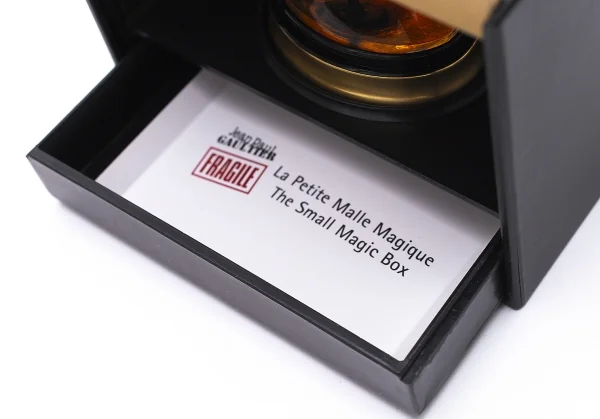 Jean Paul
GAULTIER
FRAGILE
La Petite Malle Magique
The Small Magic Box